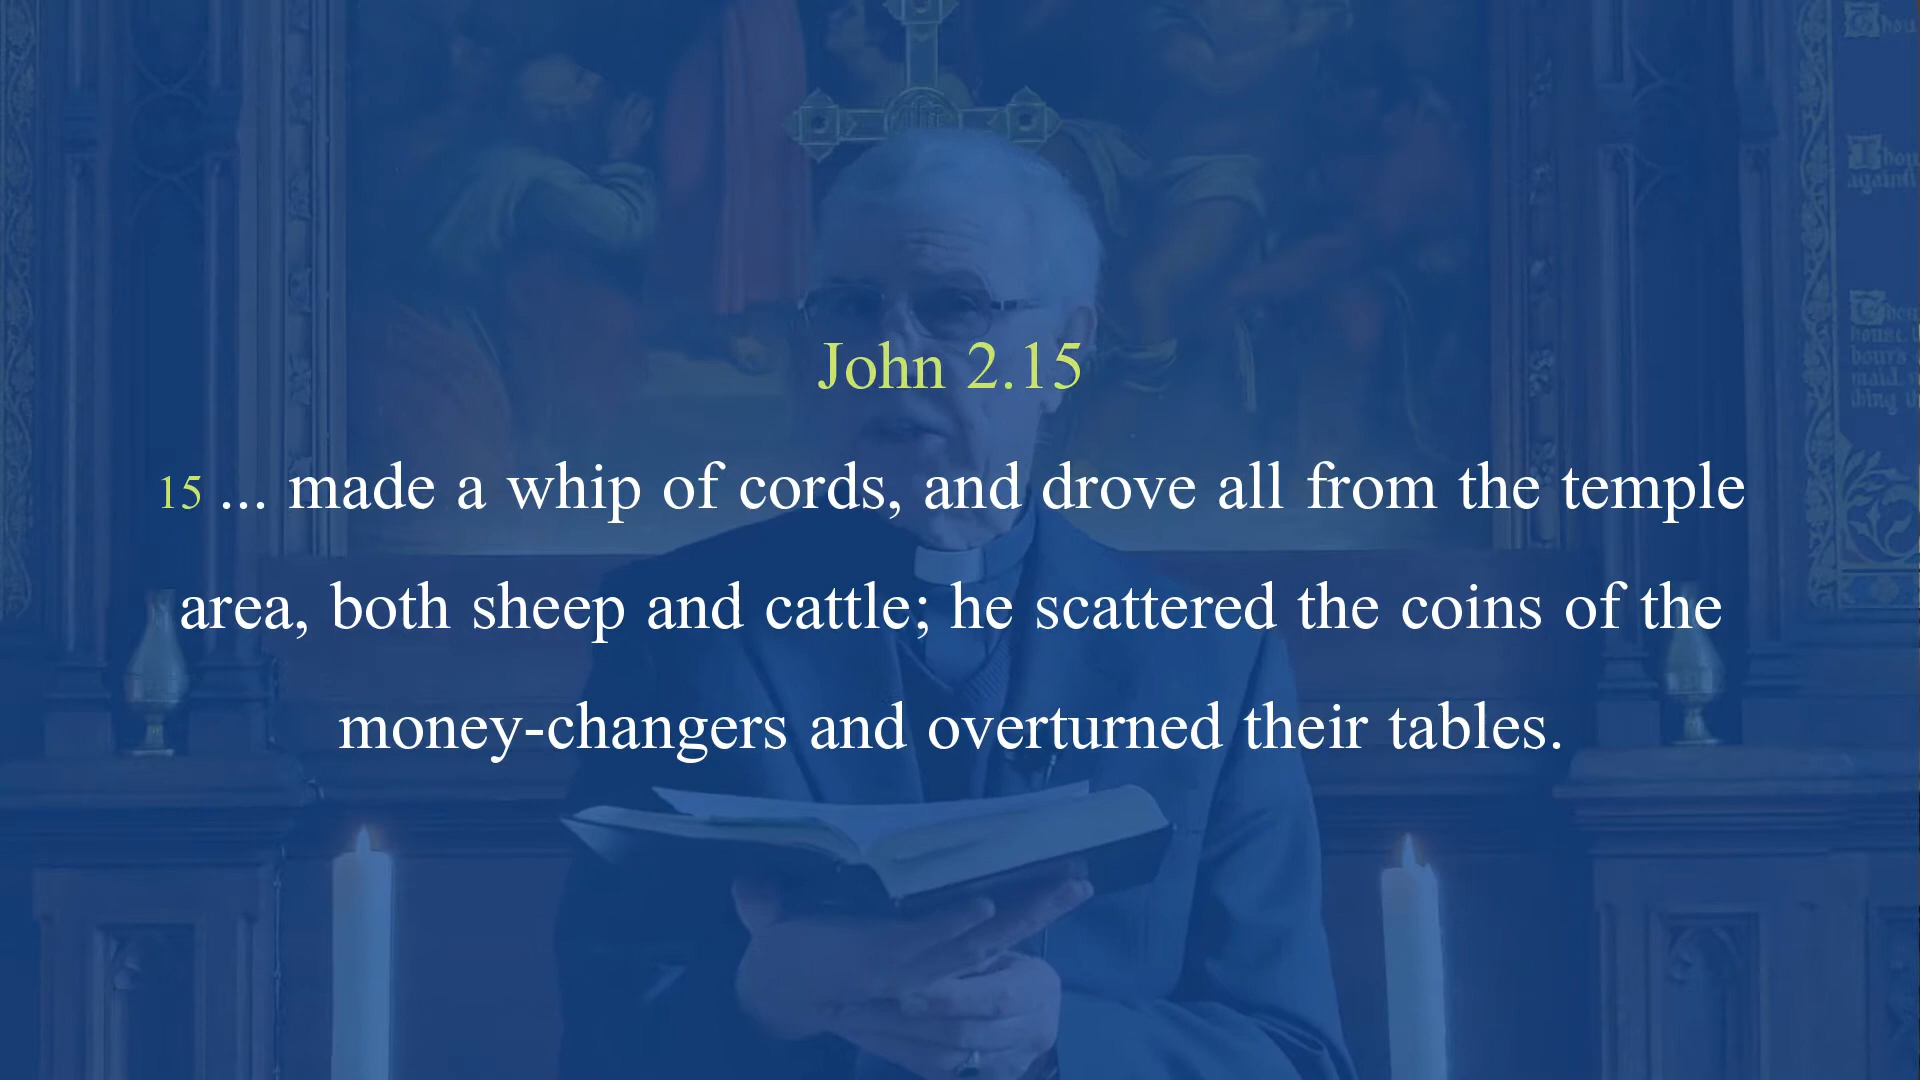 John 2.15
15 ... made a whip of cords, and drove all from the temple
area, both sheep and cattle; he scattered the coins of the
money-changers and overturned their tables.